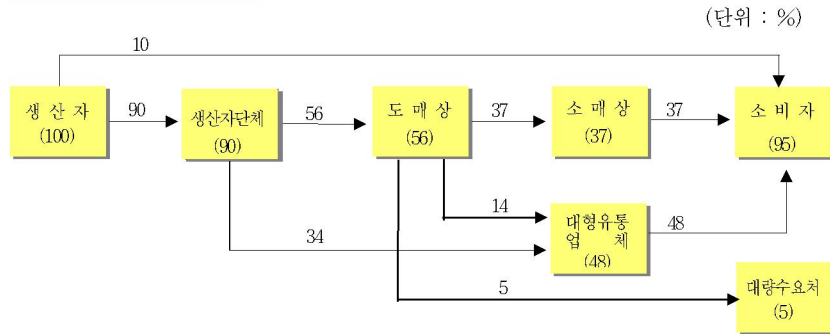 (단위 : %)
10
생 산 자
(100)
90
생산자단체
(90)
56
도 매 상
(56)
37
소 매 상
(37)
37
소 비 자
(95)
34
14
대형유통
업 체
(48)
48
5
대량수요처
(5)